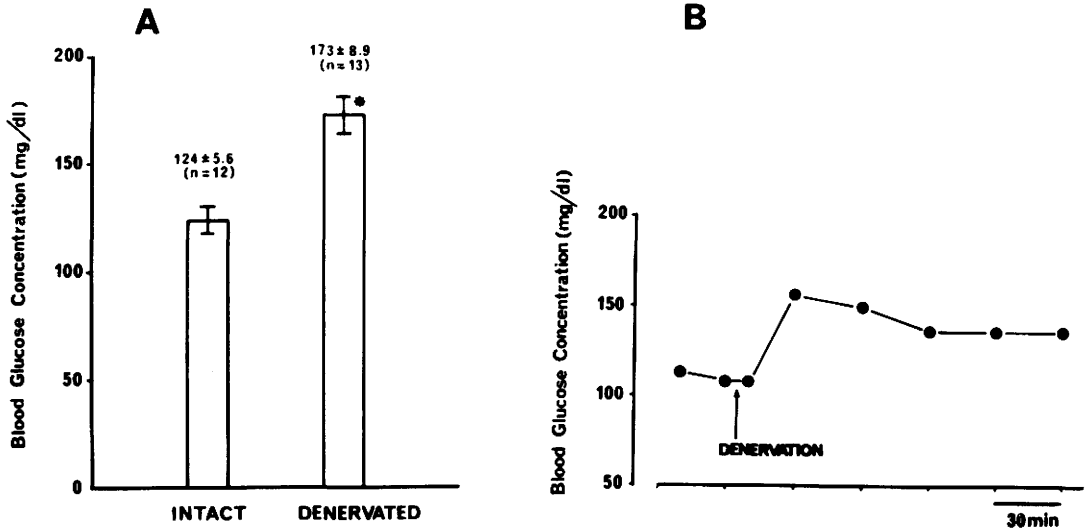 A
Blood Glucose Concentration (mg/dl)
200
150
100
50
0
124±5.6
(n=12)
173±8.9
(n=13)
*
INTACT
DENERVATED
B
Blood Glucose Concentration (mg/dl)
200
150
100
50
DENERVATION
30min